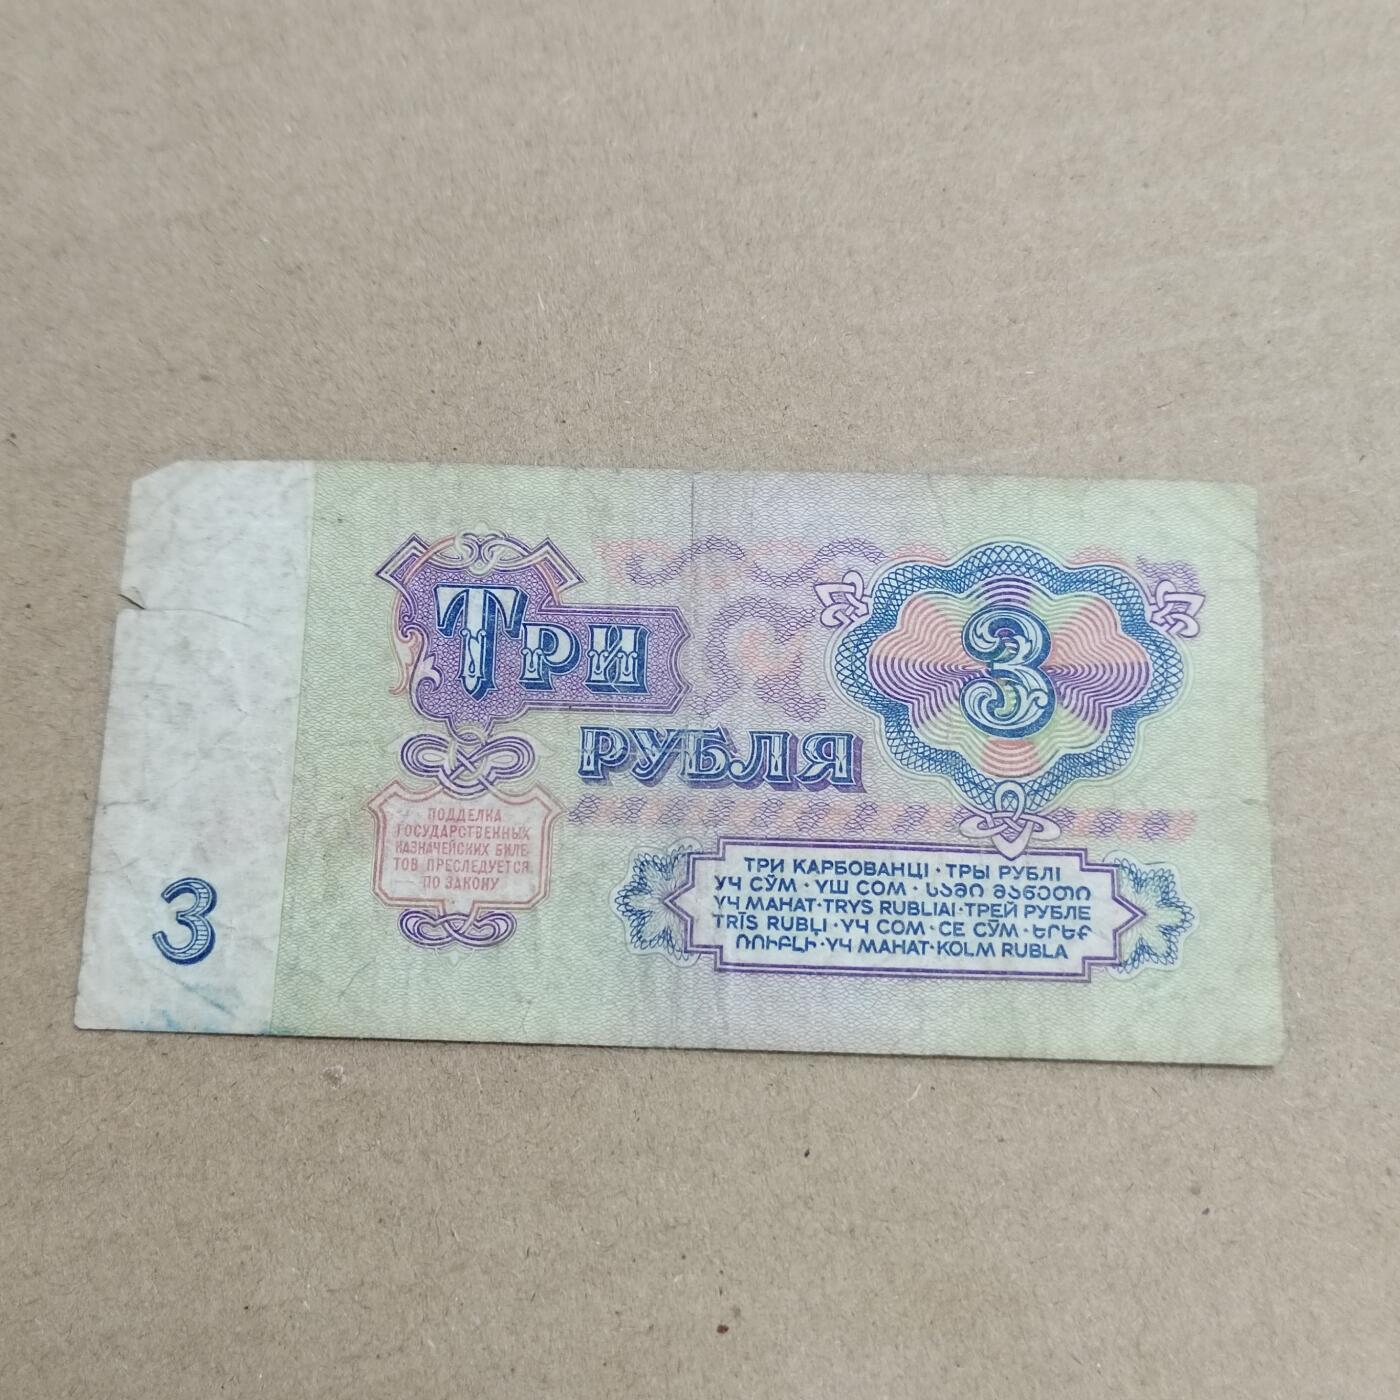 ТРИ
РУБЛЯ
3
ПОДДЕЛКА
ГОСУДАРСТВЕННЫХ
КАЗНАЧЕЙСКИХ БИЛЕ-
ТОВ ПРЕСЛЕДУЕТСЯ
ПО ЗАКОНУ
ТРИ КАРБОВАНЦІ · ТРЫ РУБЛІ
УЧ СЎМ · ҮШ СОМ · ᲡᲐᲛᲘ ᲛᲐᲜᲔᲗᲘ
ҮЧ МАНАТ · TRYS RUBLIAI · ТРЕЙ РУБЛЕ
TRĪS RUBĻI · ҮЧ СОМ · СЕ СӮМ · ԵՐԵՔ
ՌՈՒԲԼԻ · ҮЧ МАНАТ · KOLM RUBLA
3